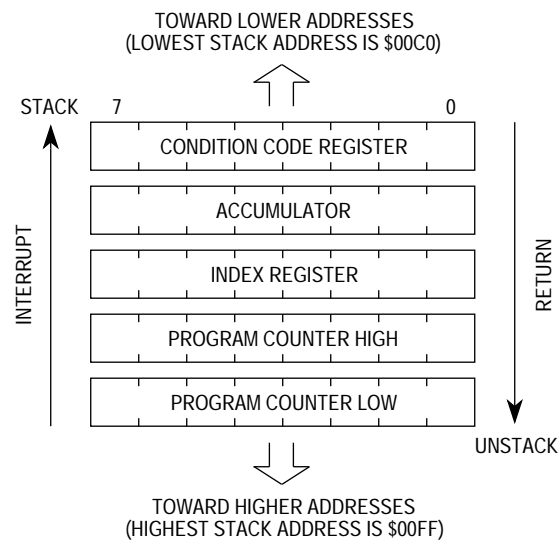 TOWARD LOWER ADDRESSES
(LOWEST STACK ADDRESS IS $00C0)
STACK
7
0
CONDITION CODE REGISTER
ACCUMULATOR
INDEX REGISTER
PROGRAM COUNTER HIGH
PROGRAM COUNTER LOW
INTERRUPT
RETURN
UNSTACK
TOWARD HIGHER ADDRESSES
(HIGHEST STACK ADDRESS IS $00FF)